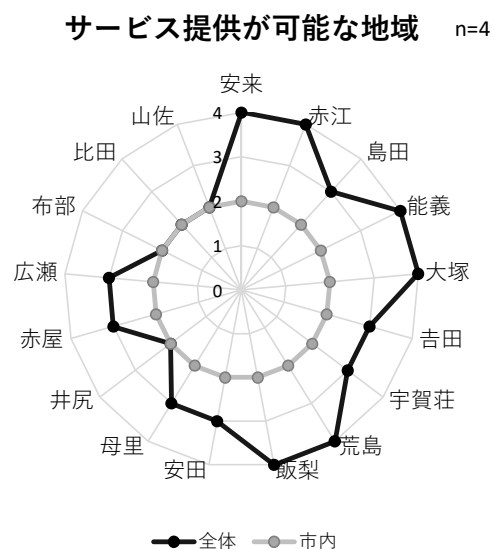 サービス提供が可能な地域 n=4
安来
赤江
島田
能義
大塚
𠮷田
宇賀荘
荒島
飯梨
安田
母里
井尻
赤屋
広瀬
布部
比田
山佐
4
3
2
1
0
全体 市内